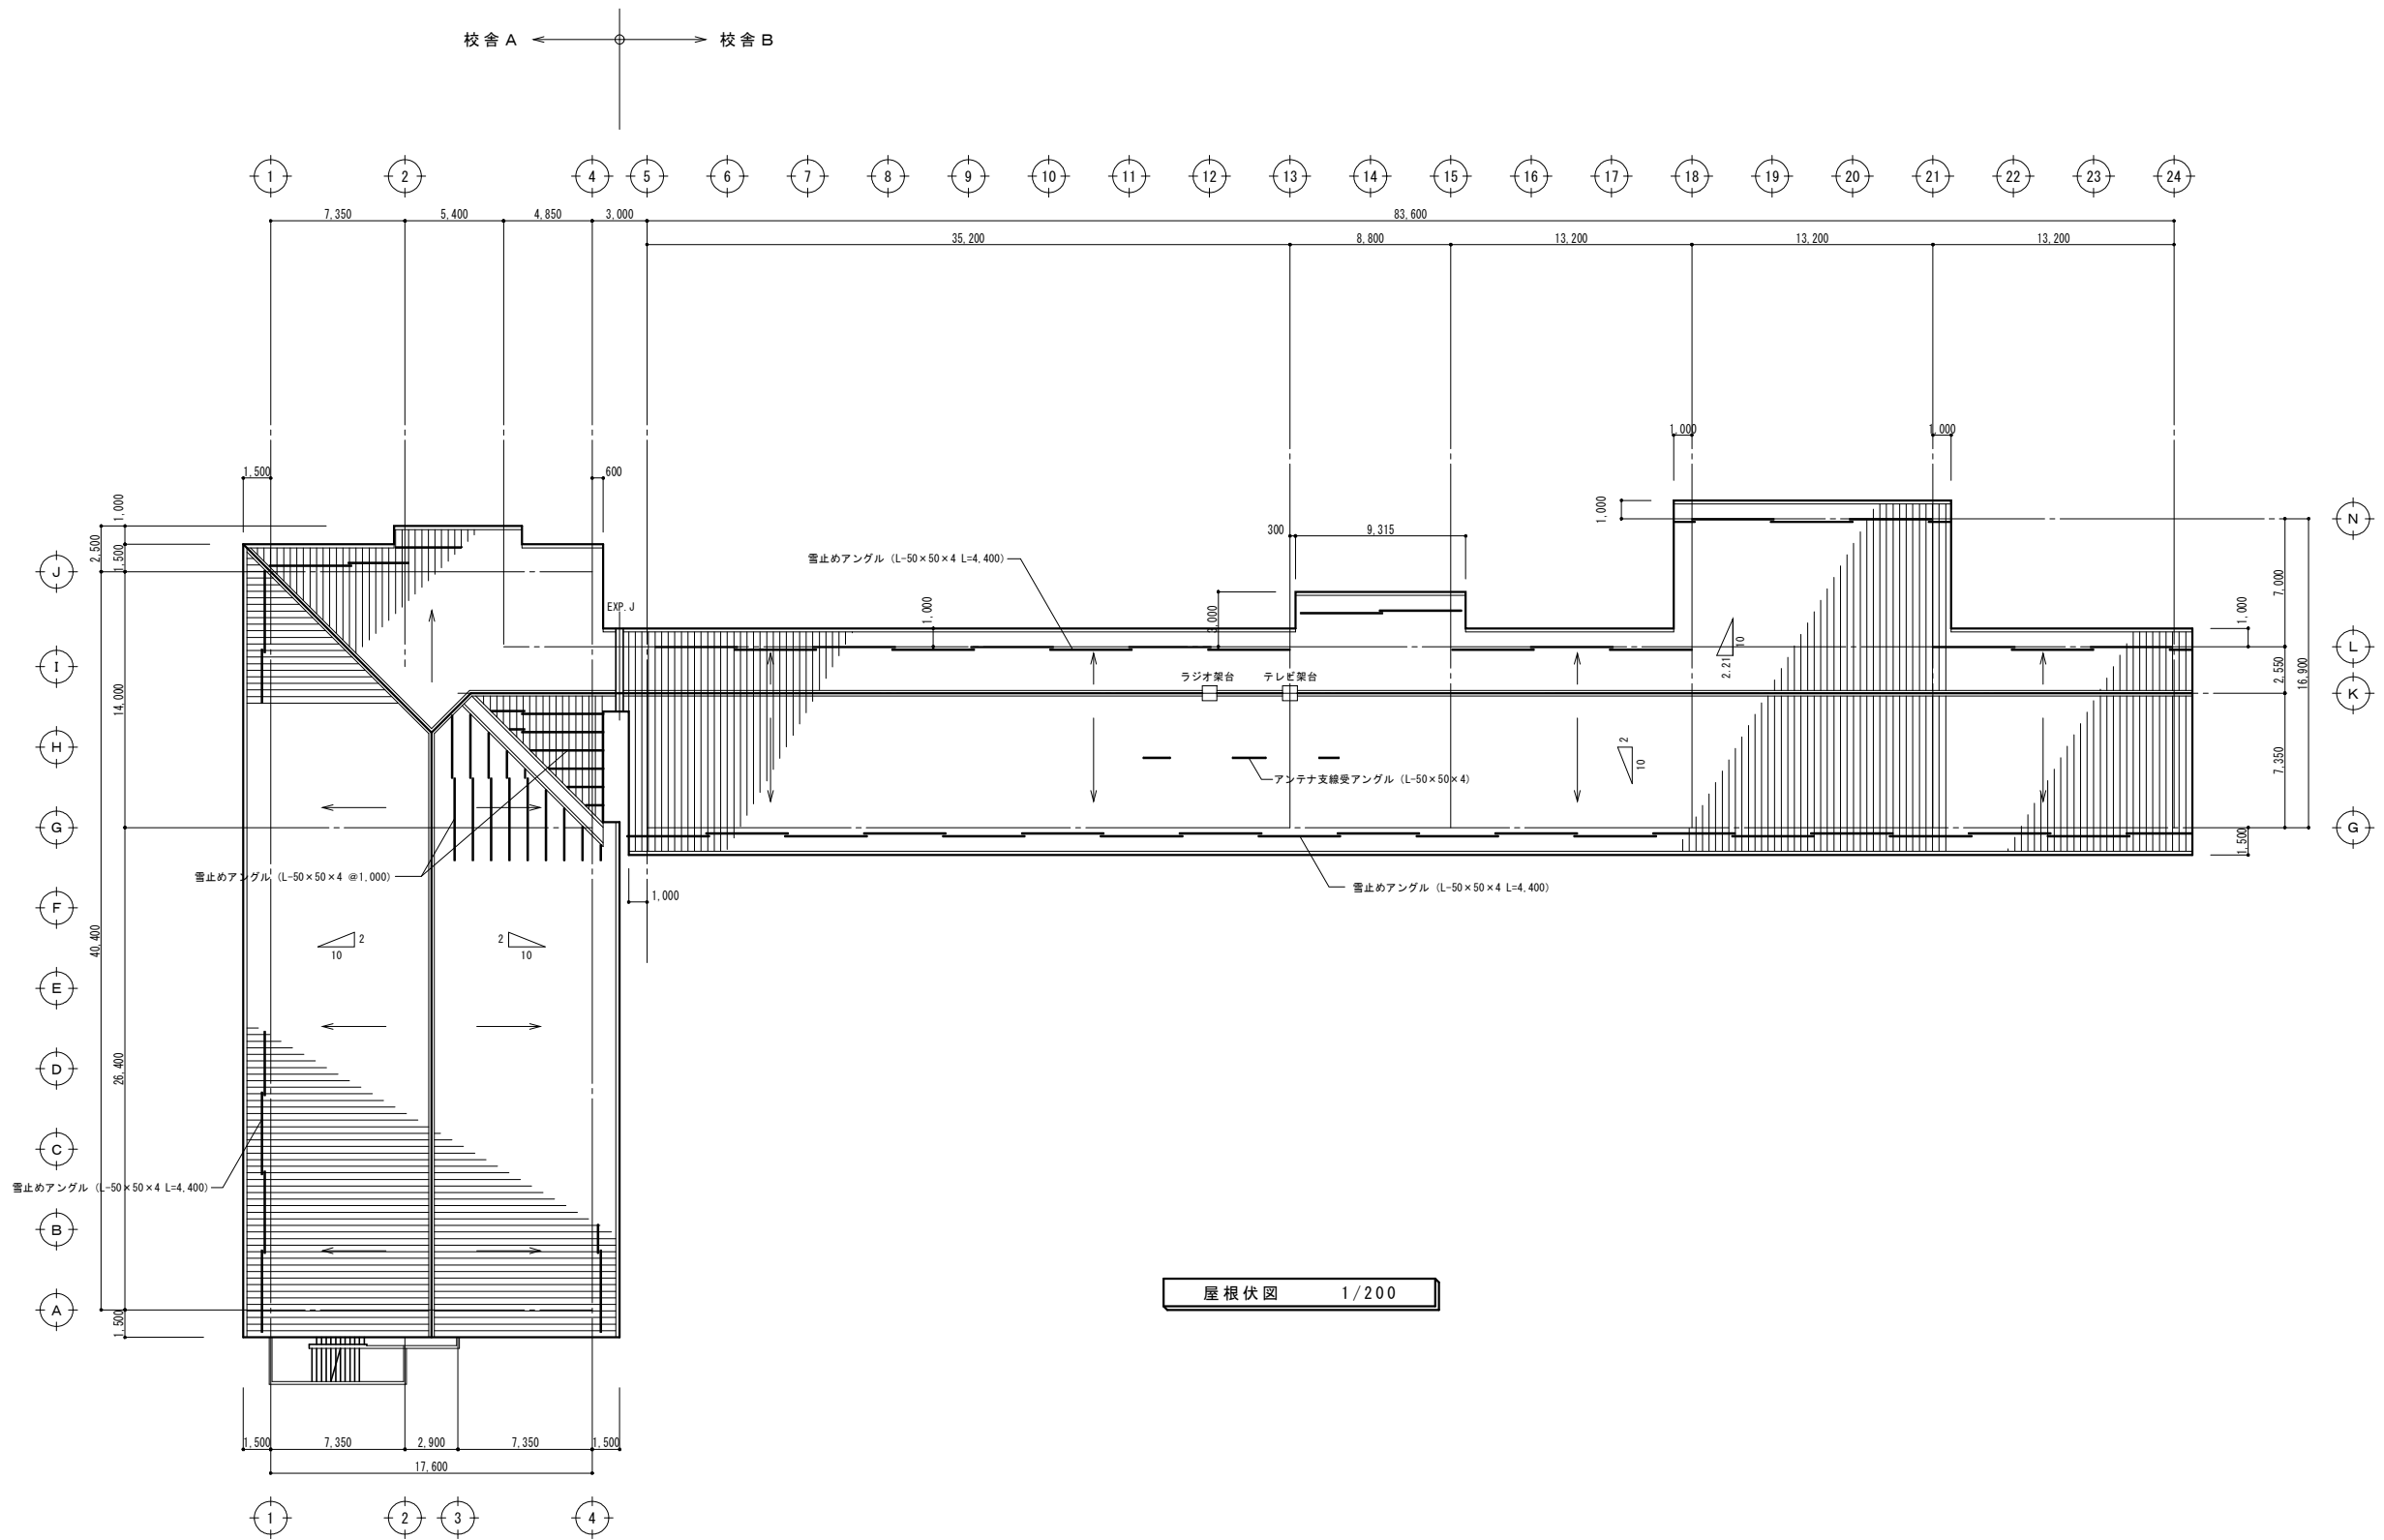 校舎A 校舎B
1 2 4 5 6 7 8 9 10 11 12 13 14 15 16 17 18 19 20 21 22 23 24
7,350 5,400 4,850 3,000 83,600
35,200 8,800 13,200 13,200 13,200
1,000 1,000
1,500 600
1,000
1,000
N
2,500
1,500
300 9,315
雪止めアングル (L-50×50×4 L=4,400)
J
EXP.J
1,000
3,000
7,000
1,000
2.21
10
I
L
2,550
16,900
ラジオ架台 テレビ架台
14,000
K
H
2
10
7,350
アンテナ支線受アングル (L-50×50×4)
G
G
1,500
雪止めアングル (L-50×50×4 @1,000)
雪止めアングル (L-50×50×4 L=4,400)
1,000
F
40,400
2
10
2
10
E
26,400
D
C
雪止めアングル (L-50×50×4 L=4,400)
B
A
1,500
屋根伏図 1/200
1,500 7,350 2,900 7,350 1,500
17,600
1 2 3 4